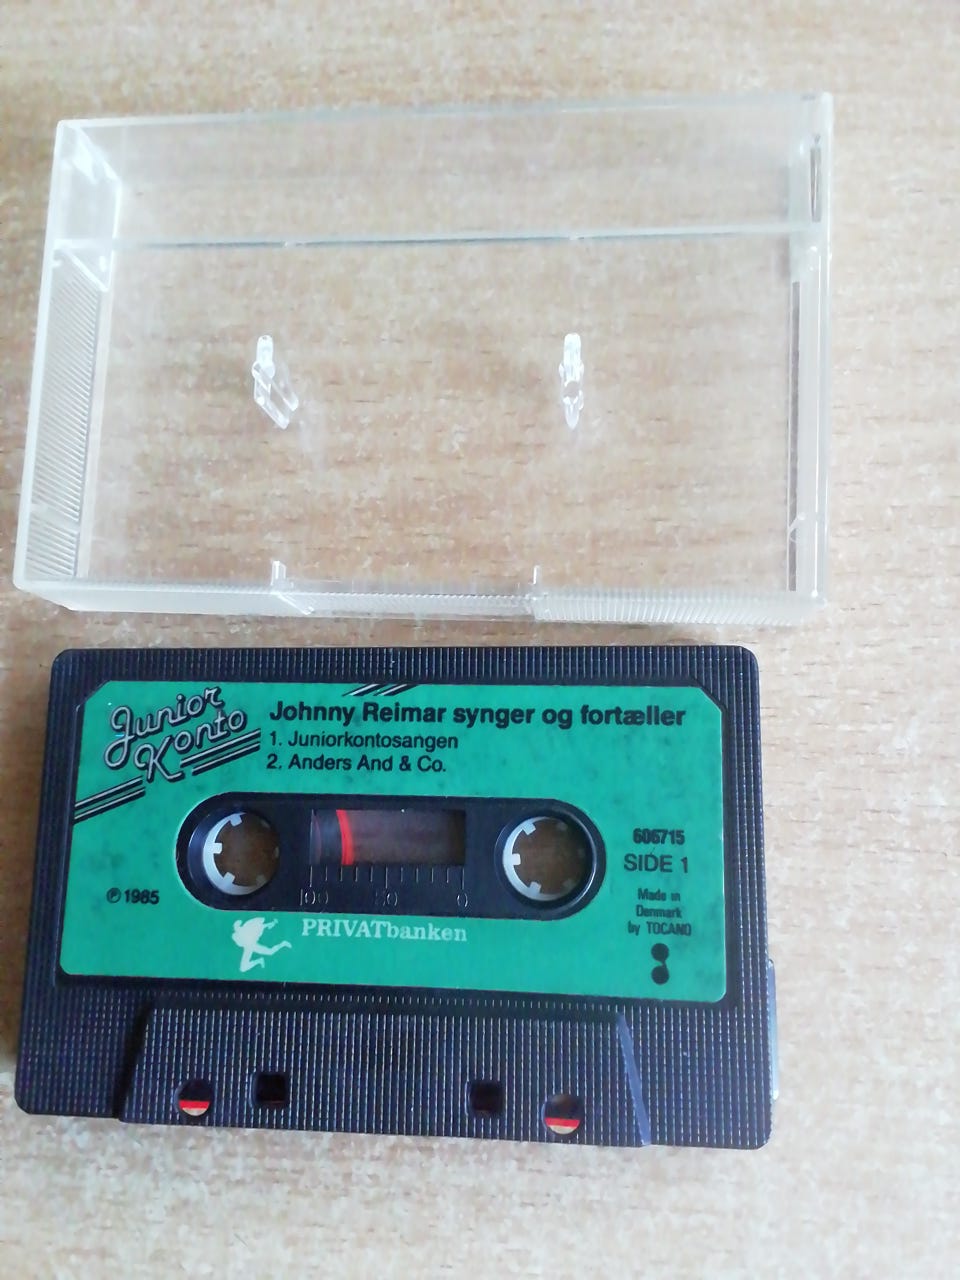 Junior
Konto
Johnny Reimar synger og fortæller
1. Juniorkontosangen
2. Anders And & Co.
606715
SIDE 1
℗ 1985
100 50 0
Made in
Denmark
by TOCANO
PRIVATbanken